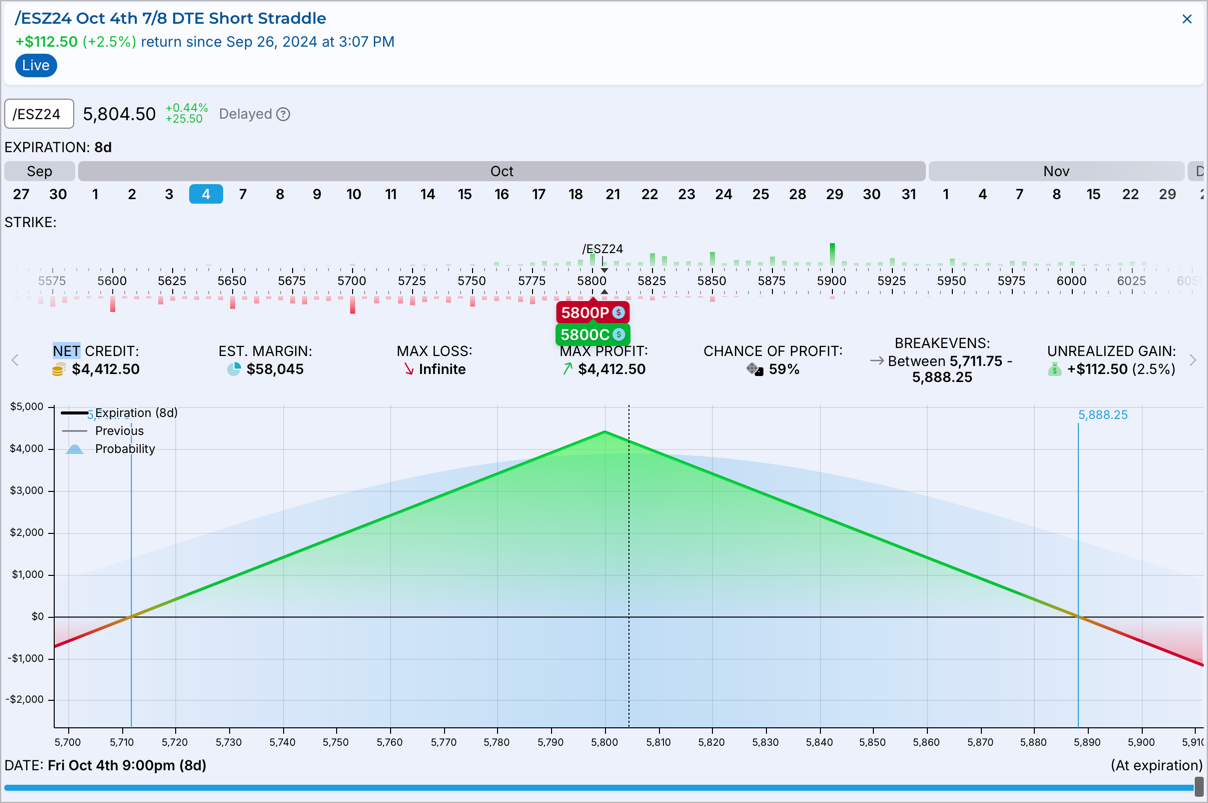 /ESZ24 Oct 4th 7/8 DTE Short Straddle
+$112.50 (+2.5%) return since Sep 26, 2024 at 3:07 PM
Live
/ESZ24 5,804.50 +0.44% +25.50 Delayed ?
EXPIRATION: 8d
Sep Oct Nov D
27 30 1 2 3 4 7 8 9 10 11 14 15 16 17 18 21 22 23 24 25 28 29 30 31 1 4 7 8 15 22 29
STRIKE:
/ESZ24
5575 5600 5625 5650 5675 5700 5725 5750 5775 5800 5825 5850 5875 5900 5925 5950 5975 6000 6025 605
5800P $
5800C $
NET CREDIT: EST. MARGIN: MAX LOSS: MAX PROFIT: CHANCE OF PROFIT: BREAKEVENS: UNREALIZED GAIN:
$4,412.50 $58,045 Infinite $4,412.50 59% Between 5,711.75 - 5,888.25 +$112.50 (2.5%)
$5,000
Expiration (8d)
5,888.25
Previous
Probability
$4,000
$3,000
$2,000
$1,000
$0
-$1,000
-$2,000
5,700 5,710 5,720 5,730 5,740 5,750 5,760 5,770 5,780 5,790 5,800 5,810 5,820 5,830 5,840 5,850 5,860 5,870 5,880 5,890 5,900 5,910
DATE: Fri Oct 4th 9:00pm (8d) (At expiration)